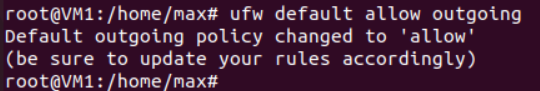 root@VM1:/home/max# ufw default allow outgoing
Default outgoing policy changed to 'allow'
(be sure to update your rules accordingly)
root@VM1:/home/max#